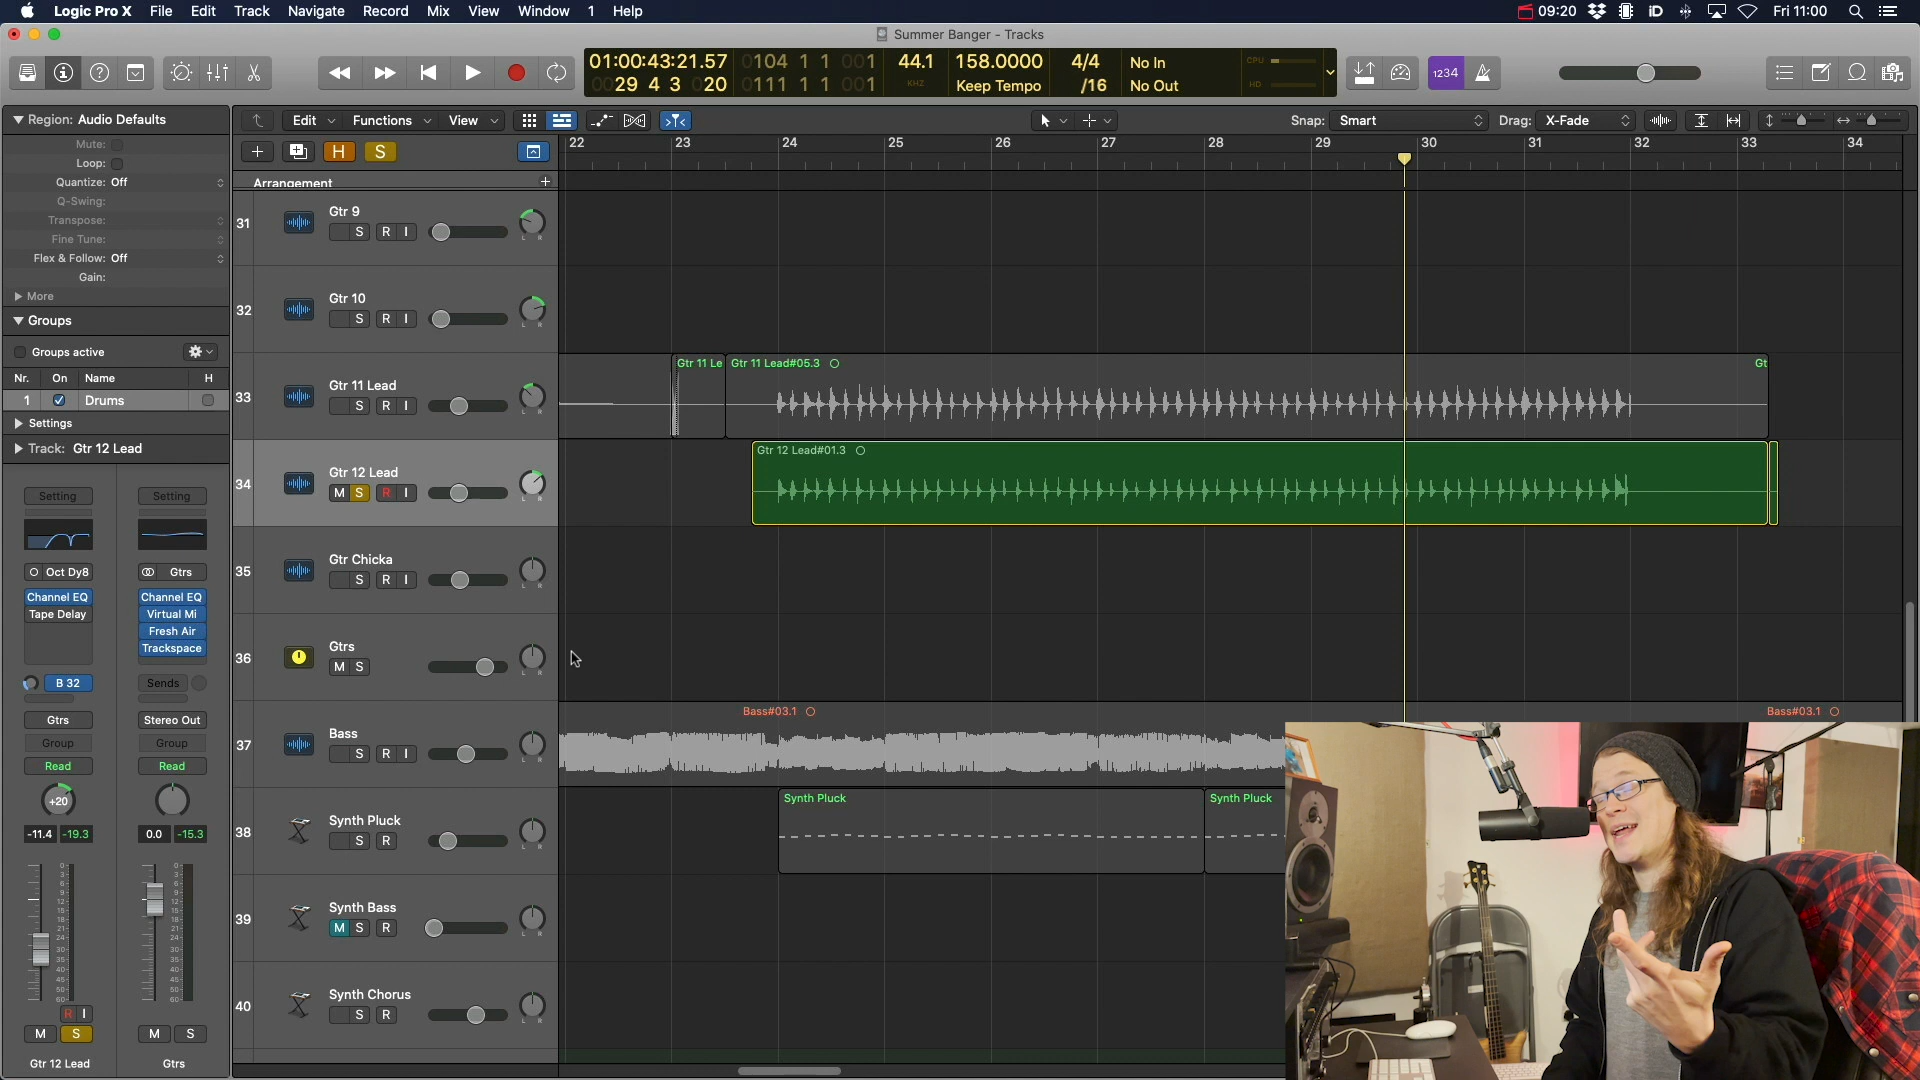 Logic Pro X File Edit Track Navigate Record Mix View Window 1 Help 09:20 iD Fri 11:00
Summer Banger - Tracks
01:00:43:21.57 0104 1 1 001 44.1 158.0000 4/4 No In CPU
0029 4 3 020 0111 1 1 001 KHZ Keep Tempo /16 No Out HD
1234
Region: Audio Defaults
Mute:
Loop:
Quantize: Off
Q-Swing:
Transpose:
Fine Tune:
Flex & Follow: Off
Gain:
More
Groups
Groups active
Nr. On Name H
1 Drums
Settings
Track: Gtr 12 Lead
Setting Setting
Oct Dy8 Gtrs
Channel EQ Channel EQ
Tape Delay Virtual Mi
Fresh Air
Trackspace
B 32 Sends
Gtrs Stereo Out
Group Group
Read Read
+20
-11.4 -19.3 0.0 -15.3
R I
M S M S
Gtr 12 Lead Gtrs
Edit Functions View Snap: Smart Drag: X-Fade
H S
22 23 24 25 26 27 28 29 30 31 32 33 34
Arrangement
31 Gtr 9
S R I
32 Gtr 10
S R I
33 Gtr 11 Lead
S R I
Gtr 11 Le Gtr 11 Lead#05.3 Gt
34 Gtr 12 Lead
M S R I
Gtr 12 Lead#01.3
35 Gtr Chicka
S R I
36 Gtrs
M S
37 Bass
S R I
Bass#03.1 Bass#03.1
38 Synth Pluck
S R
Synth Pluck Synth Pluck
39 Synth Bass
M S R
40 Synth Chorus
S R